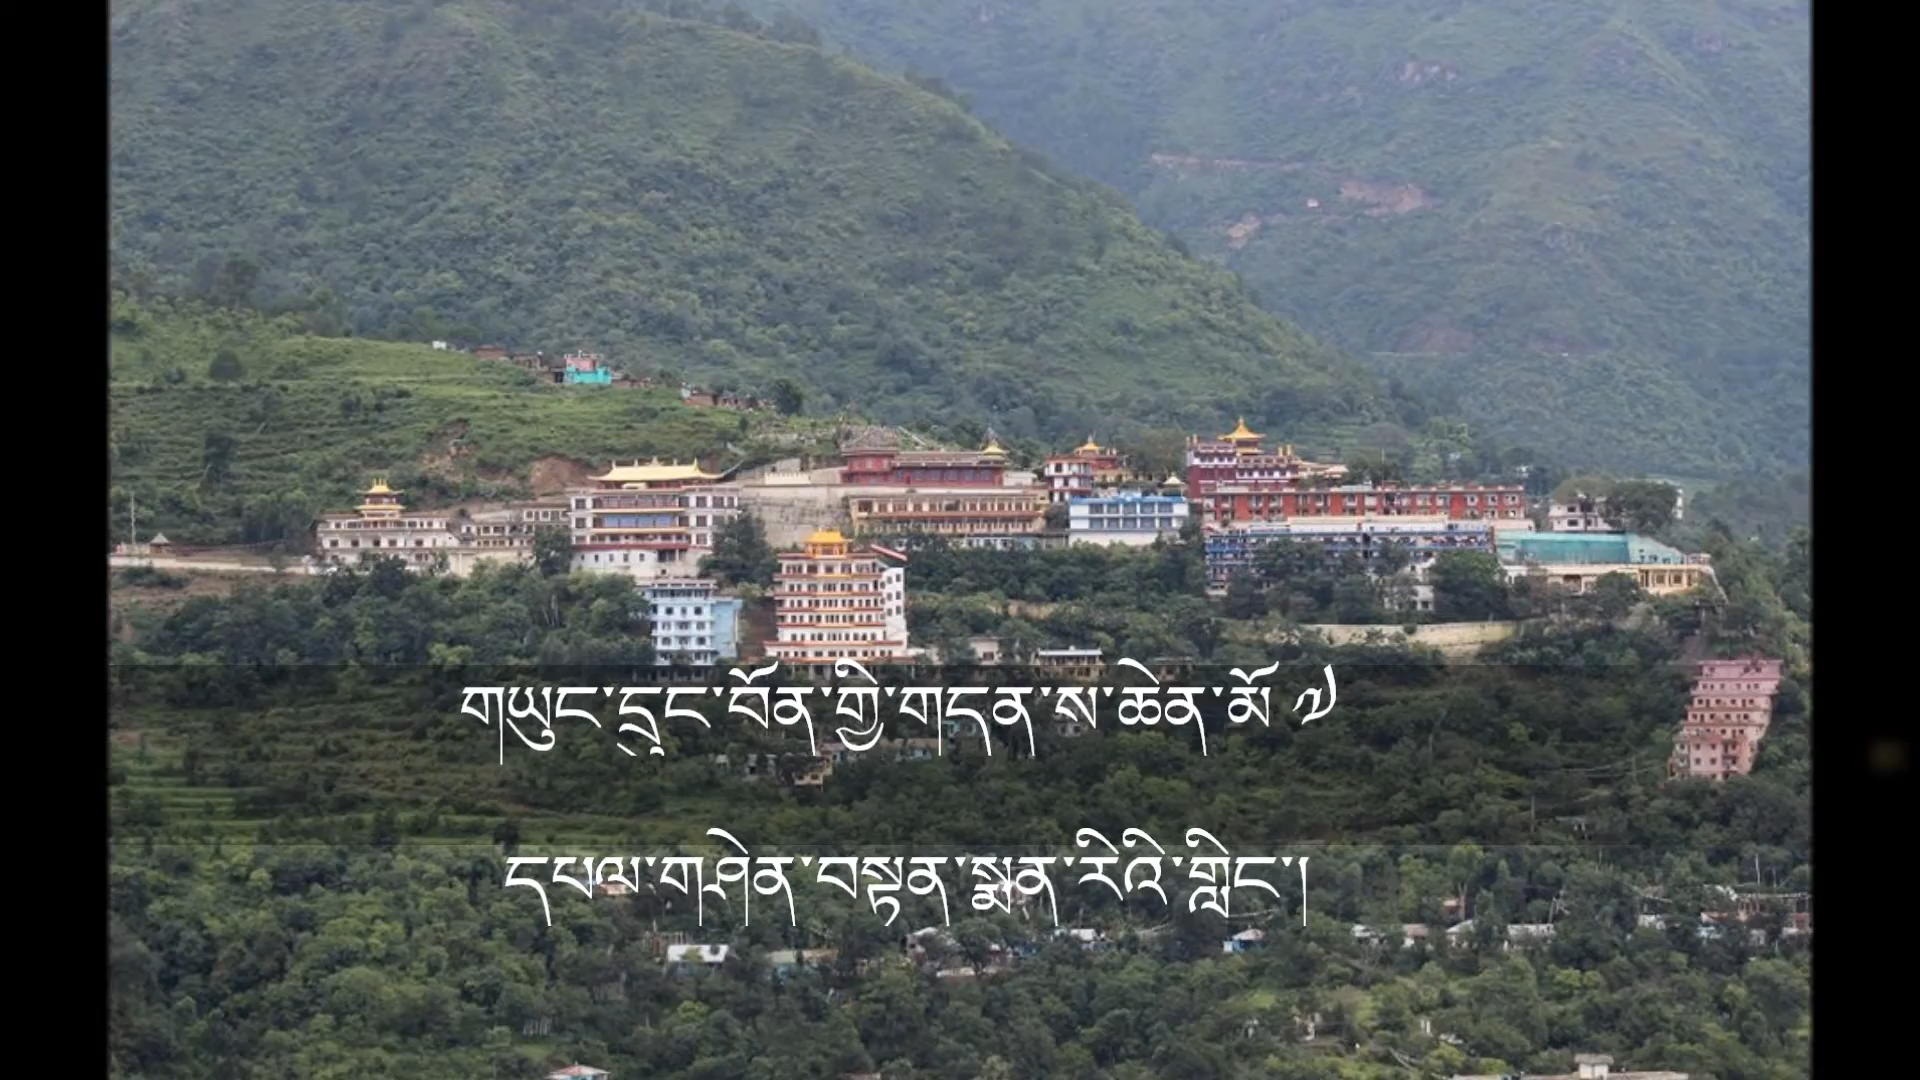 གཡུང་དྲུང་བོན་གྱི་གདན་ས་ཆེན་མོ ༧
དཔལ་གཤེན་བསྟན་སྨན་རིའི་གླིང་།